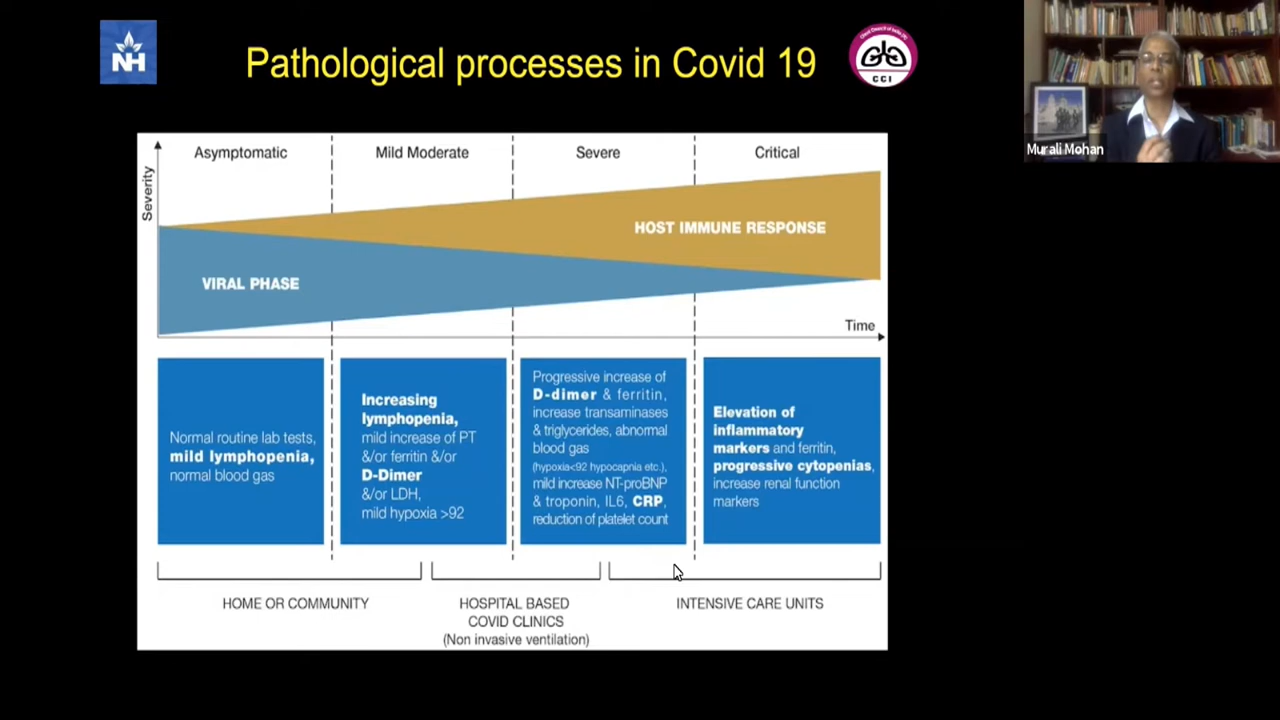 NH
Pathological processes in Covid 19
CCI
Murali Mohan
Asymptomatic
Mild Moderate
Severe
Critical
Severity
HOST IMMUNE RESPONSE
VIRAL PHASE
Time
Normal routine lab tests,
mild lymphopenia,
normal blood gas
Increasing
lymphopenia,
mild increase of PT
&/or ferritin &/or
D-Dimer
&/or LDH,
mild hypoxia >92
Progressive increase of
D-dimer & ferritin,
increase transaminases
& triglycerides, abnormal
blood gas
(hypoxia<92 hypocapnia etc.),
mild increase NT-proBNP
& troponin, IL6, CRP,
reduction of platelet count
Elevation of
inflammatory
markers and ferritin,
progressive cytopenias,
increase renal function
markers
HOME OR COMMUNITY
HOSPITAL BASED
COVID CLINICS
(Non invasive ventilation)
INTENSIVE CARE UNITS